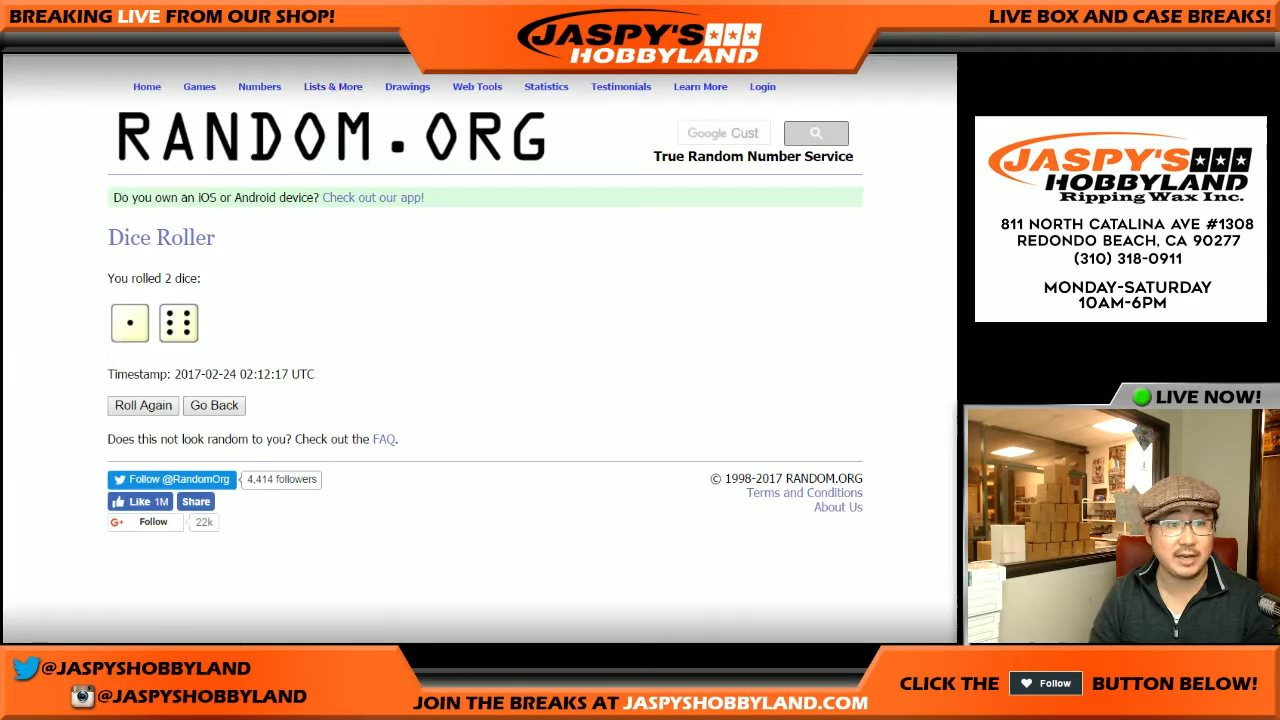 BREAKING LIVE FROM OUR SHOP!
JASPY'S
HOBBYLAND
LIVE BOX AND CASE BREAKS!
Home Games Numbers Lists & More Drawings Web Tools Statistics Testimonials Learn More Login
RANDOM.ORG
Google Cust
True Random Number Service
Do you own an iOS or Android device? Check out our app!
Dice Roller
You rolled 2 dice:
Timestamp: 2017-02-24 02:12:17 UTC
Roll Again Go Back
Does this not look random to you? Check out the FAQ.
Follow @RandomOrg 4,414 followers
Like 1M Share
G+ Follow 22k
© 1998-2017 RANDOM.ORG
Terms and Conditions
About Us
JASPY'S
HOBBYLAND
Ripping Wax Inc.
811 NORTH CATALINA AVE #1308
REDONDO BEACH, CA 90277
(310) 318-0911
MONDAY-SATURDAY
10AM-6PM
LIVE NOW!
@JASPYSHOBBYLAND
@JASPYSHOBBYLAND
JOIN THE BREAKS AT JASPYSHOBBYLAND.COM
CLICK THE Follow BUTTON BELOW!